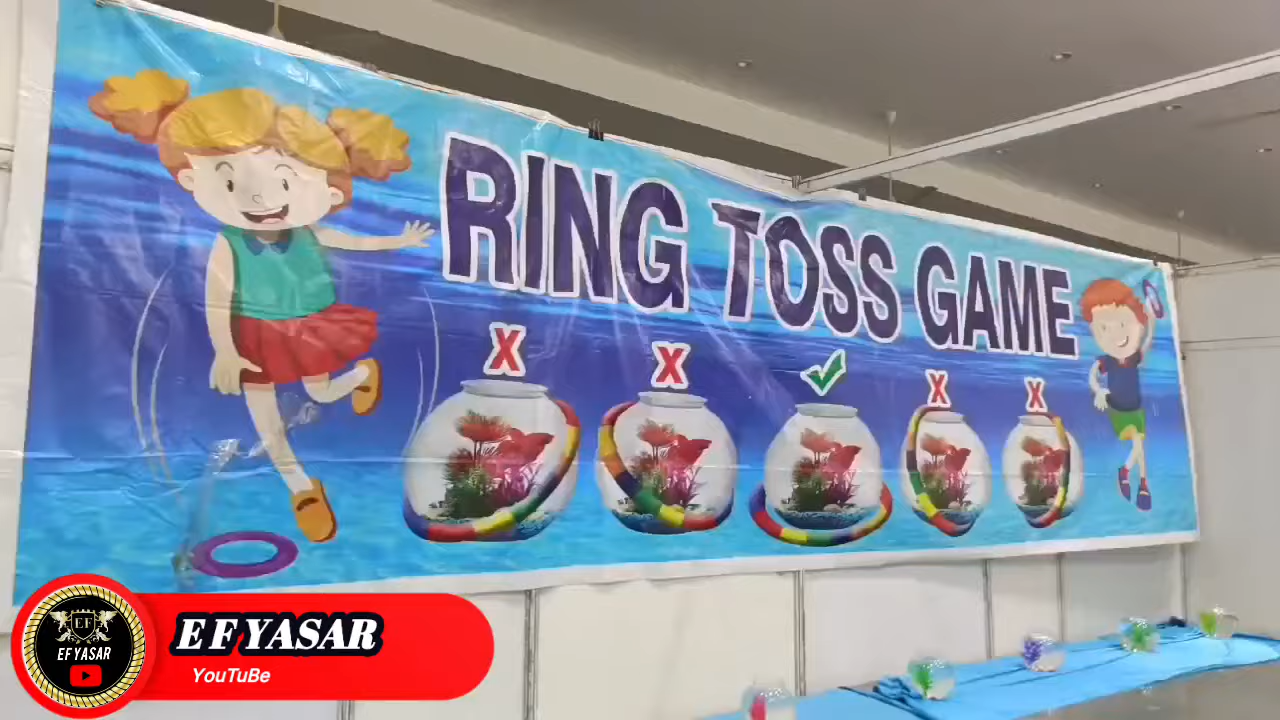 RING TOSS GAME
X X X X
EF
EF YASAR
EF YASAR
YouTuBe